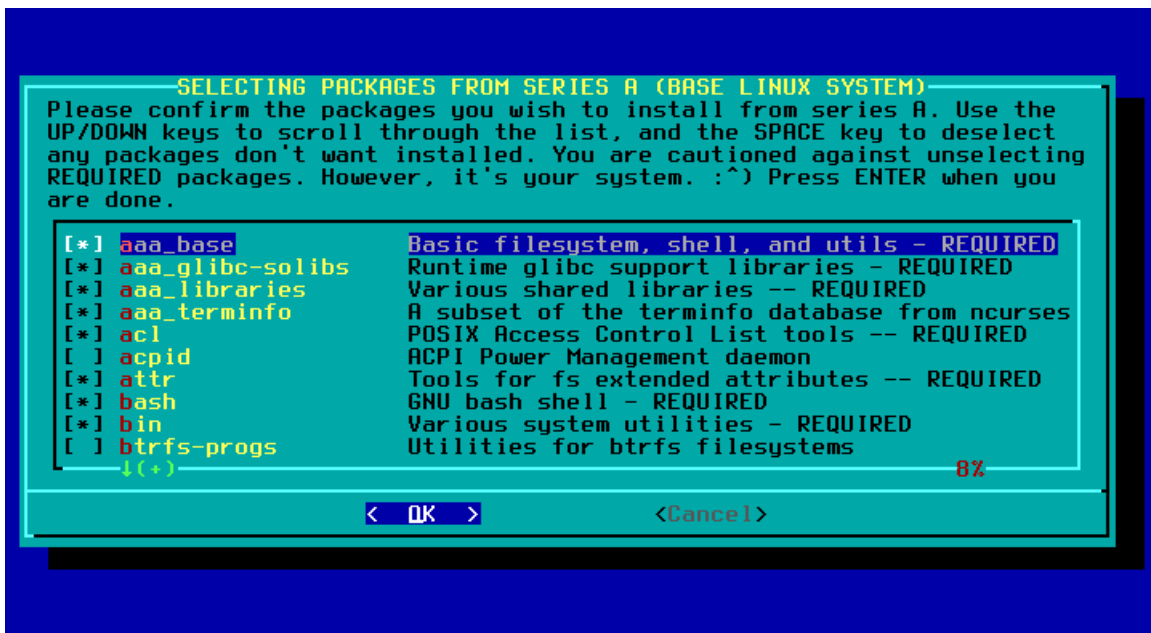 SELECTING PACKAGES FROM SERIES A (BASE LINUX SYSTEM)
Please confirm the packages you wish to install from series A. Use the
UP/DOWN keys to scroll through the list, and the SPACE key to deselect
any packages don't want installed. You are cautioned against unselecting
REQUIRED packages. However, it's your system. :^) Press ENTER when you
are done.
[*] aaa_base Basic filesystem, shell, and utils - REQUIRED
[*] aaa_glibc-solibs Runtime glibc support libraries - REQUIRED
[*] aaa_libraries Various shared libraries -- REQUIRED
[*] aaa_terminfo A subset of the terminfo database from ncurses
[*] acl POSIX Access Control List tools -- REQUIRED
[ ] acpid ACPI Power Management daemon
[*] attr Tools for fs extended attributes -- REQUIRED
[*] bash GNU bash shell - REQUIRED
[*] bin Various system utilities - REQUIRED
[ ] btrfs-progs Utilities for btrfs filesystems
↓(+) 8%
< OK > <Cancel>